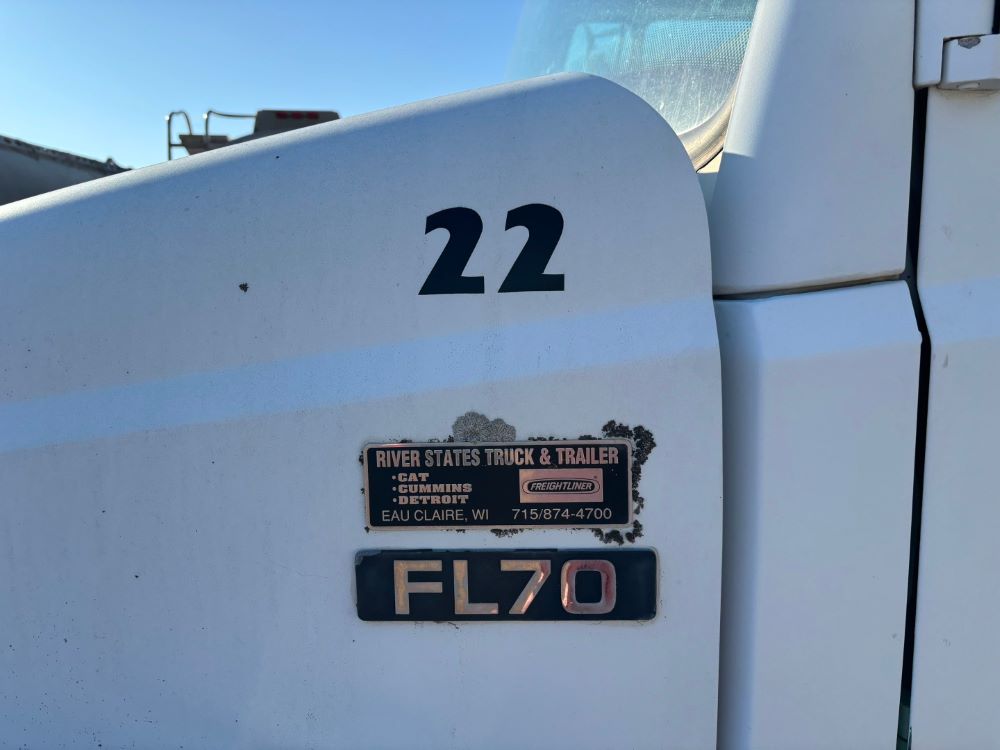 22
RIVER STATES TRUCK & TRAILER
•CAT
•CUMMINS
•DETROIT
FREIGHTLINER
EAU CLAIRE, WI 715/874-4700
FL70